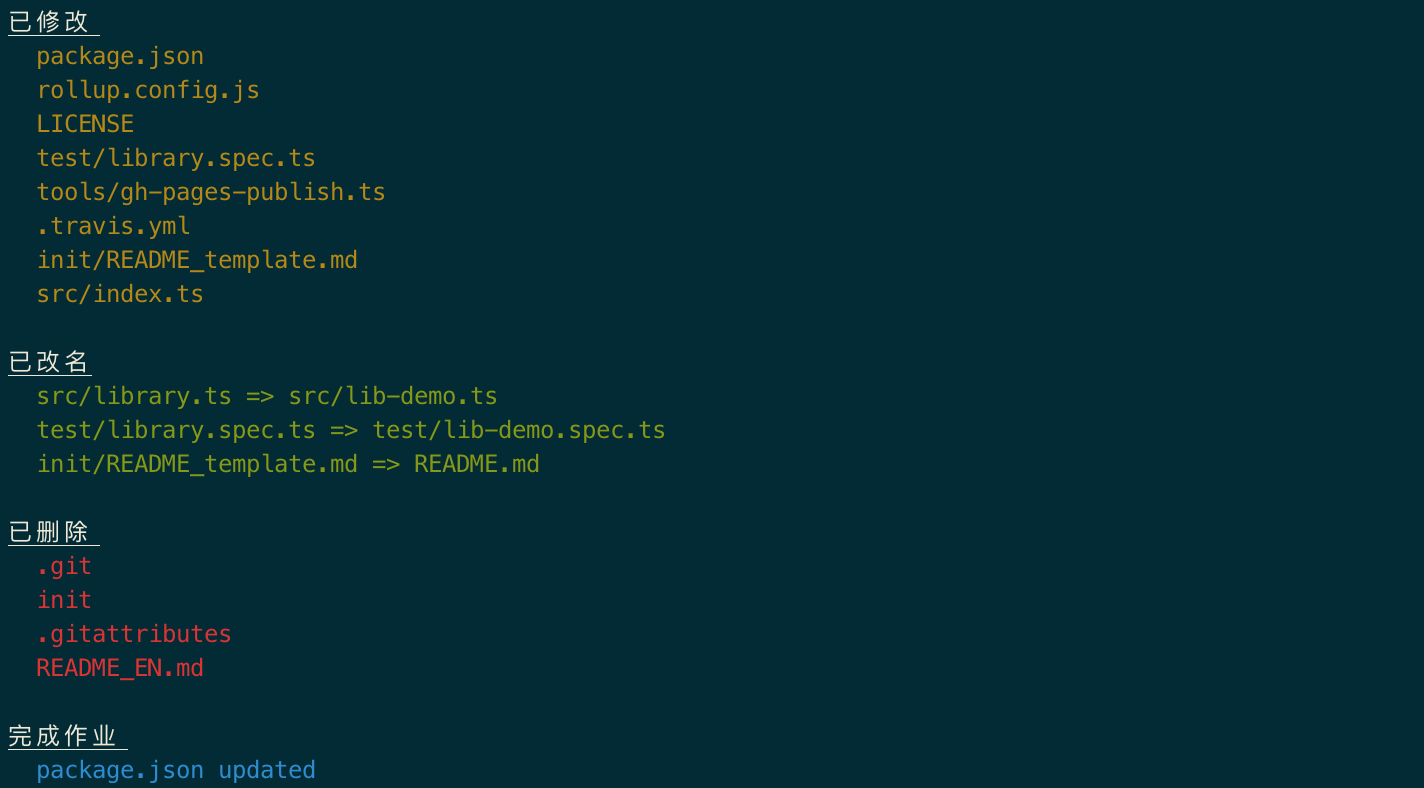 已修改
package.json
rollup.config.js
LICENSE
test/library.spec.ts
tools/gh-pages-publish.ts
.travis.yml
init/README_template.md
src/index.ts
已改名
src/library.ts => src/lib-demo.ts
test/library.spec.ts => test/lib-demo.spec.ts
init/README_template.md => README.md
已删除
.git
init
.gitattributes
README_EN.md
完成作业
package.json updated